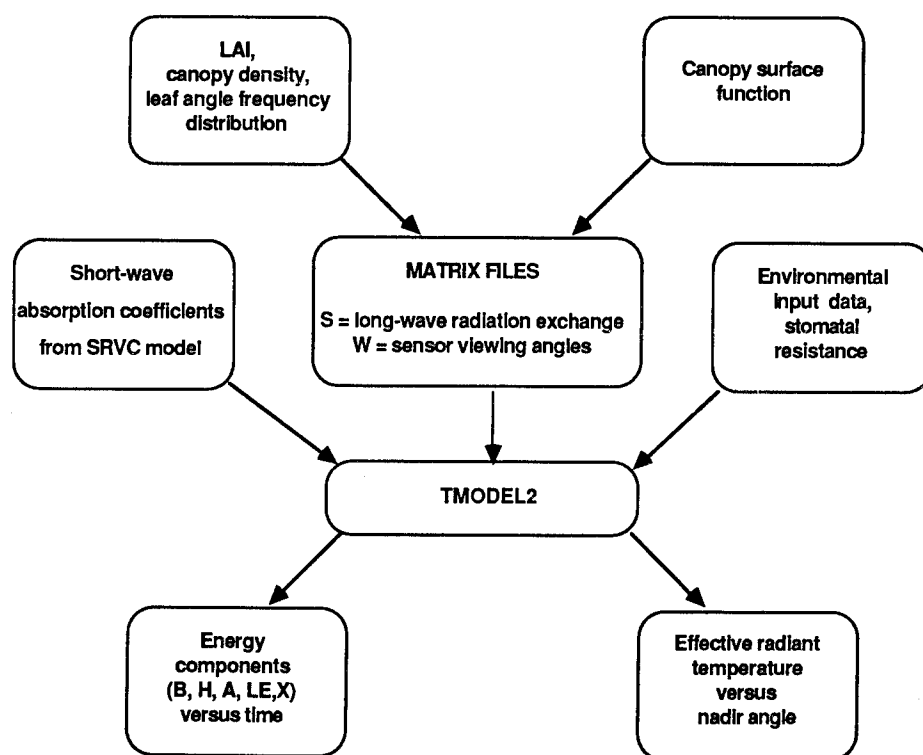 LAI,
canopy density,
leaf angle frequency
distribution
Canopy surface
function
Short-wave
absorption coefficients
from SRVC model
MATRIX FILES
S = long-wave radiation exchange
W = sensor viewing angles
Environmental
input data,
stomatal
resistance
TMODEL2
Energy
components
(B, H, A, LE,X)
versus time
Effective radiant
temperature
versus
nadir angle